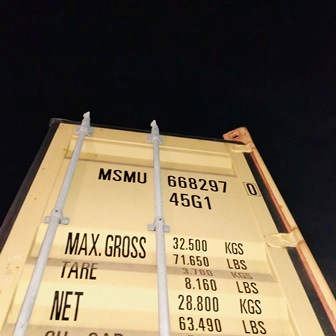 MSMU 668297 0
45G1
MAX. GROSS 32.500 KGS
71.650 LBS
TARE 3.700 KGS
8.160 LBS
NET 28.800 KGS
63.490 LBS